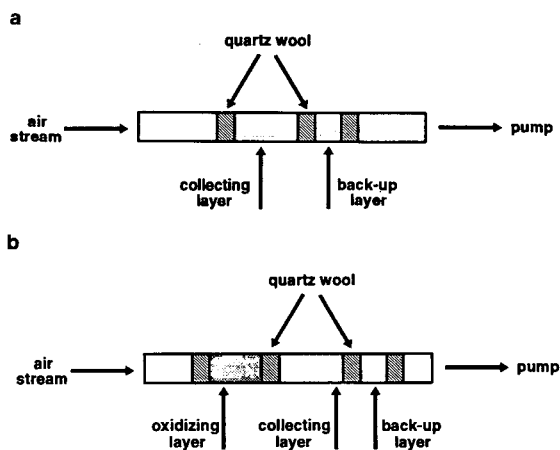 a
quartz wool
air
stream
pump
collecting
layer
back-up
layer
b
quartz wool
air
stream
pump
oxidizing
layer
collecting
layer
back-up
layer